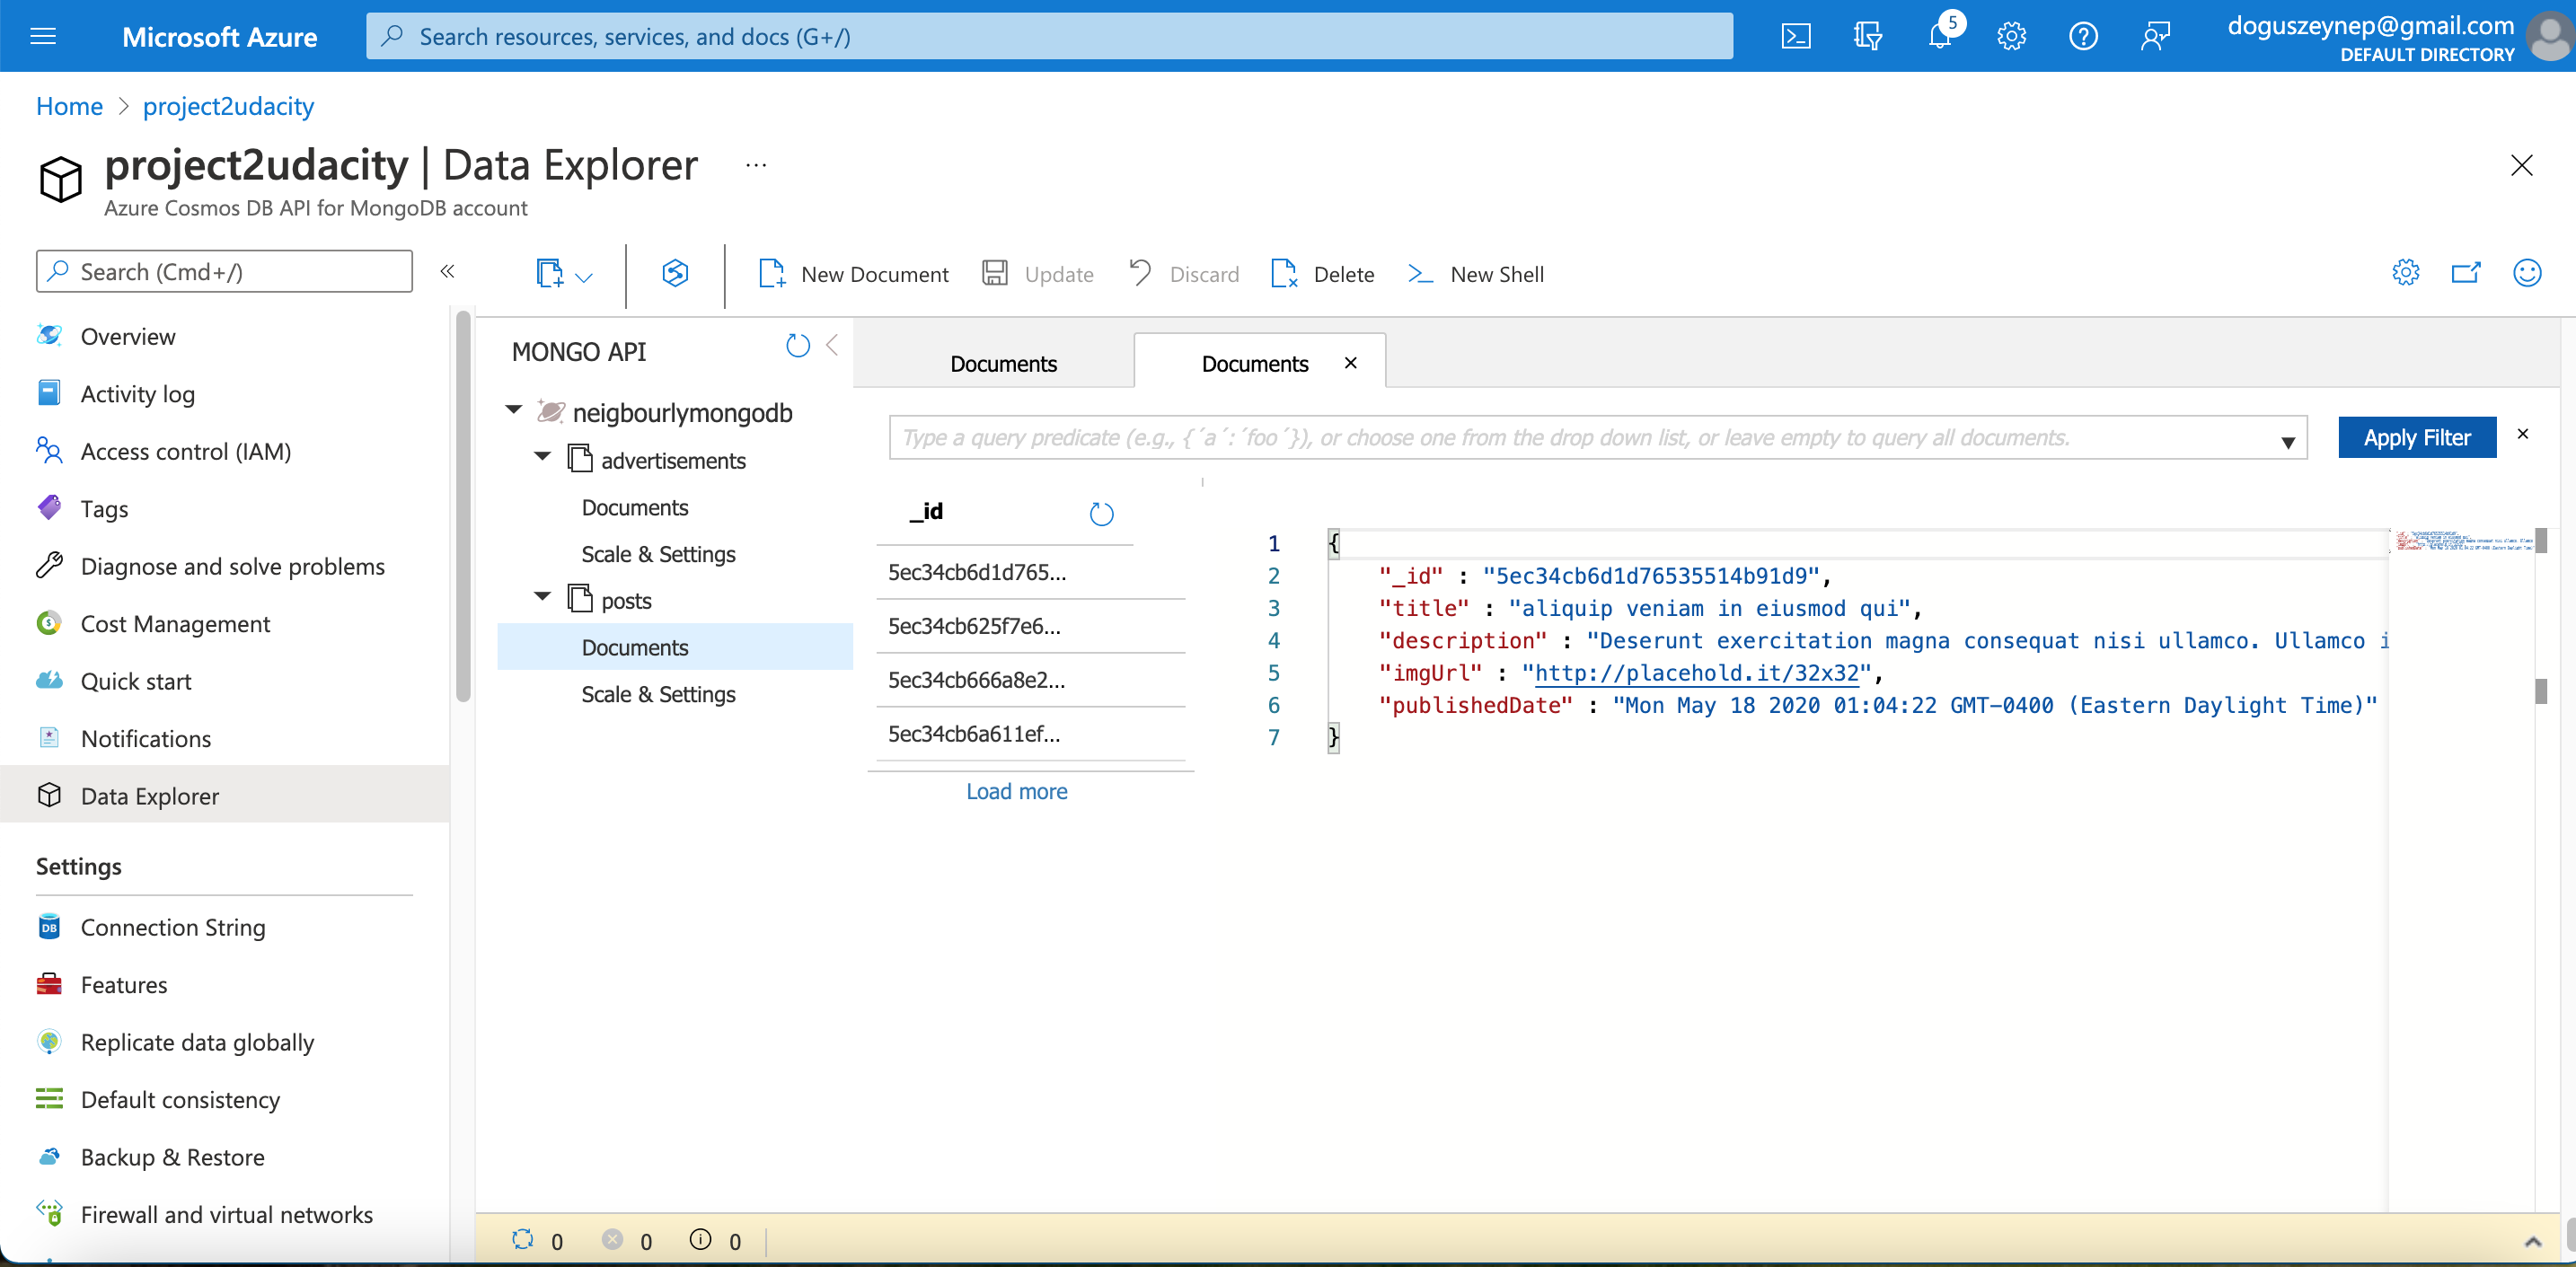 Microsoft Azure
Search resources, services, and docs (G+/)
5
doguszeynep@gmail.com
DEFAULT DIRECTORY
Home > project2udacity
project2udacity | Data Explorer ...
Azure Cosmos DB API for MongoDB account
Search (Cmd+/)
«
New Document
Update
Discard
Delete
New Shell
Overview
Activity log
Access control (IAM)
Tags
Diagnose and solve problems
Cost Management
Quick start
Notifications
Data Explorer
Settings
Connection String
Features
Replicate data globally
Default consistency
Backup & Restore
Firewall and virtual networks
MONGO API
neigbourlymongodb
advertisements
Documents
Scale & Settings
posts
Documents
Scale & Settings
Documents
Documents
Type a query predicate (e.g., {´a´:´foo´}), or choose one from the drop down list, or leave empty to query all documents.
Apply Filter
_id
5ec34cb6d1d765...
5ec34cb625f7e6...
5ec34cb666a8e2...
5ec34cb6a611ef...
Load more
1 {
2 "_id" : "5ec34cb6d1d76535514b91d9",
3 "title" : "aliquip veniam in eiusmod qui",
4 "description" : "Deserunt exercitation magna consequat nisi ullamco. Ullamco i
5 "imgUrl" : "http://placehold.it/32x32",
6 "publishedDate" : "Mon May 18 2020 01:04:22 GMT-0400 (Eastern Daylight Time)"
7 }
0 0 0